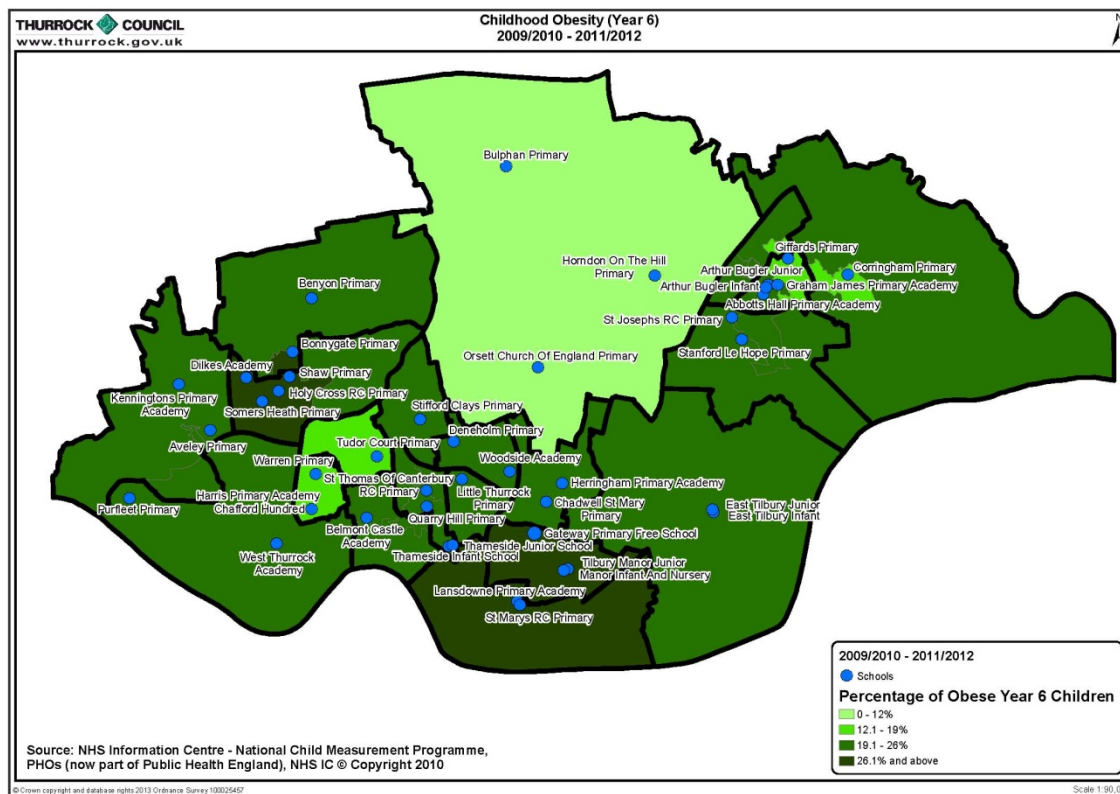 THURROCK COUNCIL
www.thurrock.gov.uk
Childhood Obesity (Year 6)
2009/2010 - 2011/2012
Bulphan Primary
Giffards Primary
Horndon On The Hill
Primary
Arthur Bugler Junior
Corringham Primary
Arthur Bugler Infant
Graham James Primary Academy
Benyon Primary
Abbotts Hall Primary Academy
St Josephs RC Primary
Bonnygate Primary
Stanford Le Hope Primary
Orsett Church Of England Primary
Dilkes Academy
Shaw Primary
Kenningtons Primary
Academy
Holy Cross RC Primary
Somers Heath Primary
Stifford Clays Primary
Deneholm Primary
Aveley Primary
Tudor Court Primary
Warren Primary
Woodside Academy
St Thomas Of Canterbury
RC Primary
Little Thurrock
Primary
Herringham Primary Academy
Harris Primary Academy
Chafford Hundred
Chadwell St Mary
Primary
Purfleet Primary
Quarry Hill Primary
East Tilbury Junior
East Tilbury Infant
Belmont Castle
Academy
Gateway Primary Free School
Thameside Junior School
Thameside Infant School
West Thurrock
Academy
Tilbury Manor Junior
Manor Infant And Nursery
Lansdowne Primary Academy
St Marys RC Primary
2009/2010 - 2011/2012
Schools
Percentage of Obese Year 6 Children
0 - 12%
12.1 - 19%
19.1 - 26%
26.1% and above
Source: NHS Information Centre - National Child Measurement Programme,
PHOs (now part of Public Health England), NHS IC © Copyright 2010
© Crown copyright and database rights 2013 Ordnance Survey 100025457
Scale 1:90,0